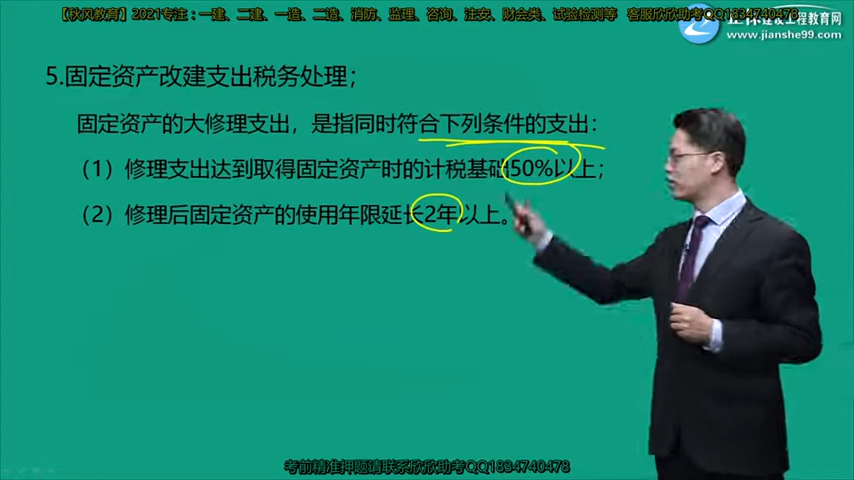 【秋风教育】2021专注：一建、二建、一造、二造、消防、监理、咨询、注安、财会类、试验检测等 客服欣欣助考QQ1834740478
建设工程教育网
www.jianshe99.com
5.固定资产改建支出税务处理；
固定资产的大修理支出，是指同时符合下列条件的支出：
（1）修理支出达到取得固定资产时的计税基础50%以上；
（2）修理后固定资产的使用年限延长2年以上。
考前精准押题请联系欣欣助考QQ1834740478